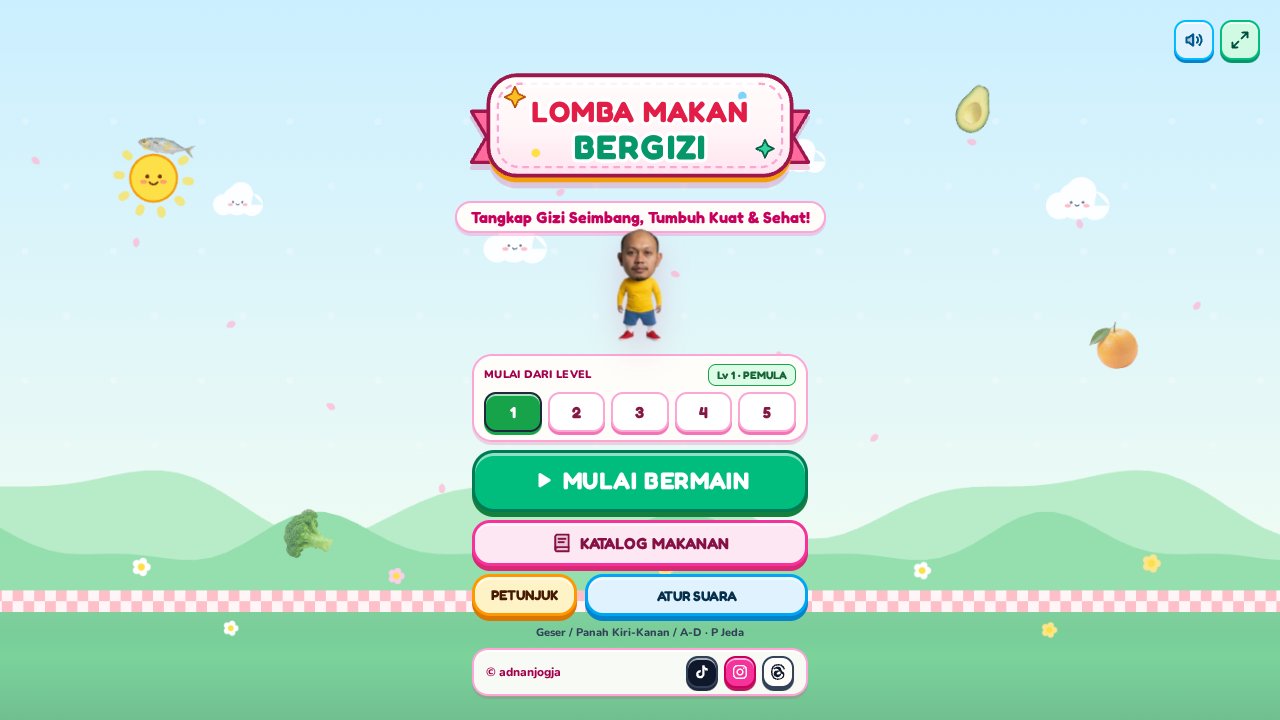 LOMBA MAKAN
BERGIZI
Tangkap Gizi Seimbang, Tumbuh Kuat & Sehat!
MULAI DARI LEVEL
Lv 1 · PEMULA
1 2 3 4 5
MULAI BERMAIN
KATALOG MAKANAN
PETUNJUK
ATUR SUARA
Geser / Panah Kiri-Kanan / A-D · P Jeda
© adnanjogja